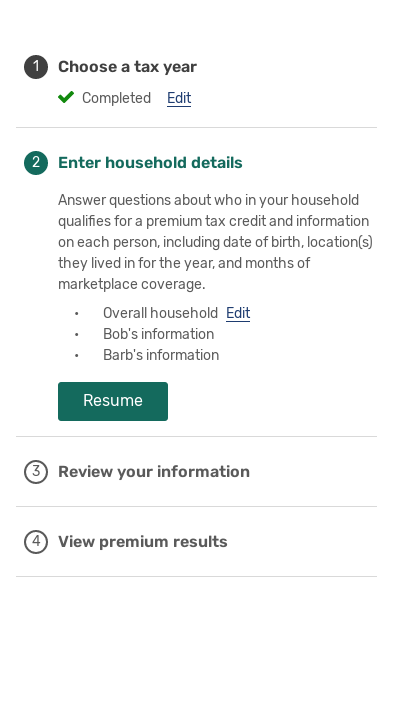 1 Choose a tax year
Completed Edit
2 Enter household details
Answer questions about who in your household
qualifies for a premium tax credit and information
on each person, including date of birth, location(s)
they lived in for the year, and months of
marketplace coverage.
• Overall household Edit
• Bob's information
• Barb's information
Resume
3 Review your information
4 View premium results